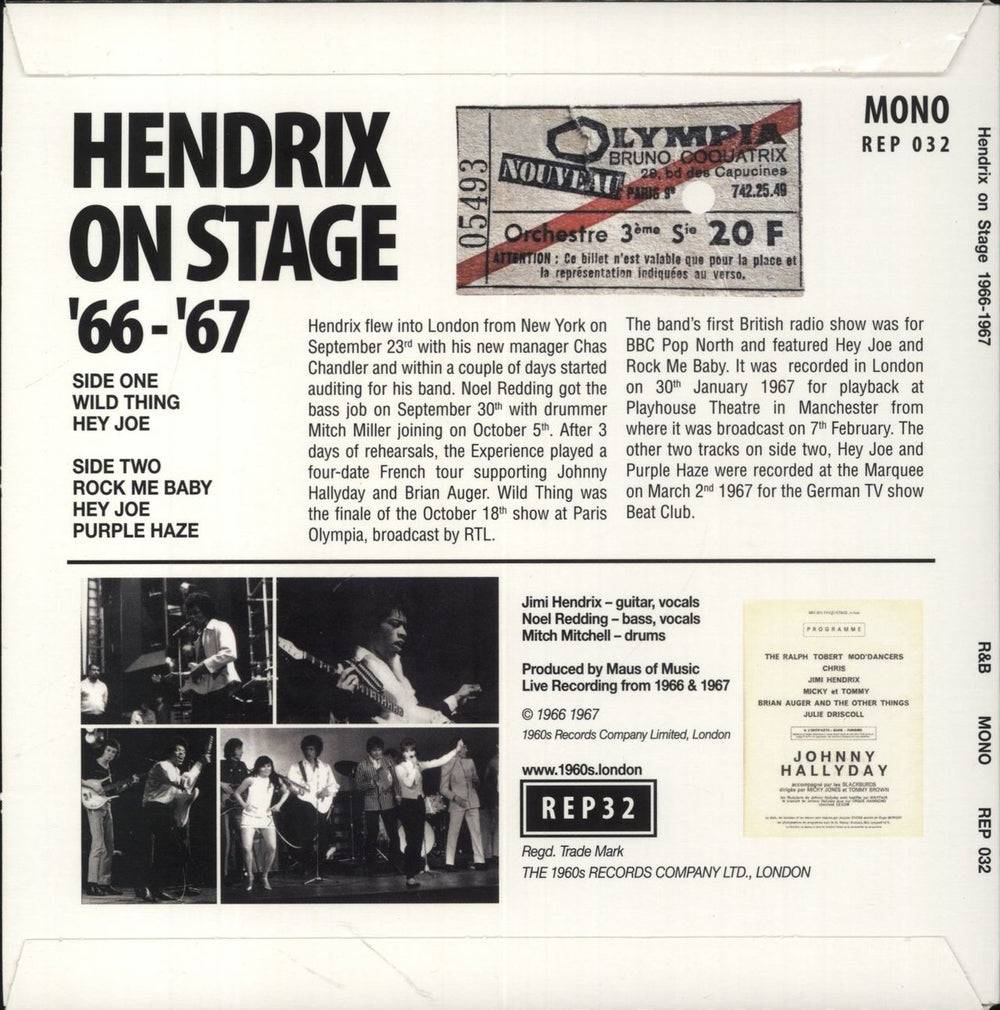 HENDRIX
ON STAGE
'66 - '67
SIDE ONE
WILD THING
HEY JOE
SIDE TWO
ROCK ME BABY
HEY JOE
PURPLE HAZE
05493
OLYMPIA
BRUNO COQUATRIX
NOUVEAU
28, bd des Capucines
PARIS 9e
742.25.49
Orchestre 3ème Sie 20 F
ATTENTION : Ce billet n'est valable que pour la place et
la représentation indiquées au verso.
MONO
REP 032
Hendrix flew into London from New York on
September 23rd with his new manager Chas
Chandler and within a couple of days started
auditing for his band. Noel Redding got the
bass job on September 30th with drummer
Mitch Miller joining on October 5th. After 3
days of rehearsals, the Experience played a
four-date French tour supporting Johnny
Hallyday and Brian Auger. Wild Thing was
the finale of the October 18th show at Paris
Olympia, broadcast by RTL.
The band's first British radio show was for
BBC Pop North and featured Hey Joe and
Rock Me Baby. It was recorded in London
on 30th January 1967 for playback at
Playhouse Theatre in Manchester from
where it was broadcast on 7th February. The
other two tracks on side two, Hey Joe and
Purple Haze were recorded at the Marquee
on March 2nd 1967 for the German TV show
Beat Club.
Jimi Hendrix – guitar, vocals
Noel Redding – bass, vocals
Mitch Mitchell – drums
Produced by Maus of Music
Live Recording from 1966 & 1967
© 1966 1967
1960s Records Company Limited, London
www.1960s.london
REP32
Regd. Trade Mark
THE 1960s RECORDS COMPANY LTD., LONDON
PROGRAMME
THE RALPH TOBERT MOD'DANCERS
CHRIS
JIMI HENDRIX
MICKY et TOMMY
BRIAN AUGER AND THE OTHER THINGS
JULIE DRISCOLL
JOHNNY
HALLYDAY
accompagné par les BLACKBURDS
dirigés par MICKY JONES et TOMMY BROWN
Hendrix on Stage 1966-1967
R&B
MONO
REP 032